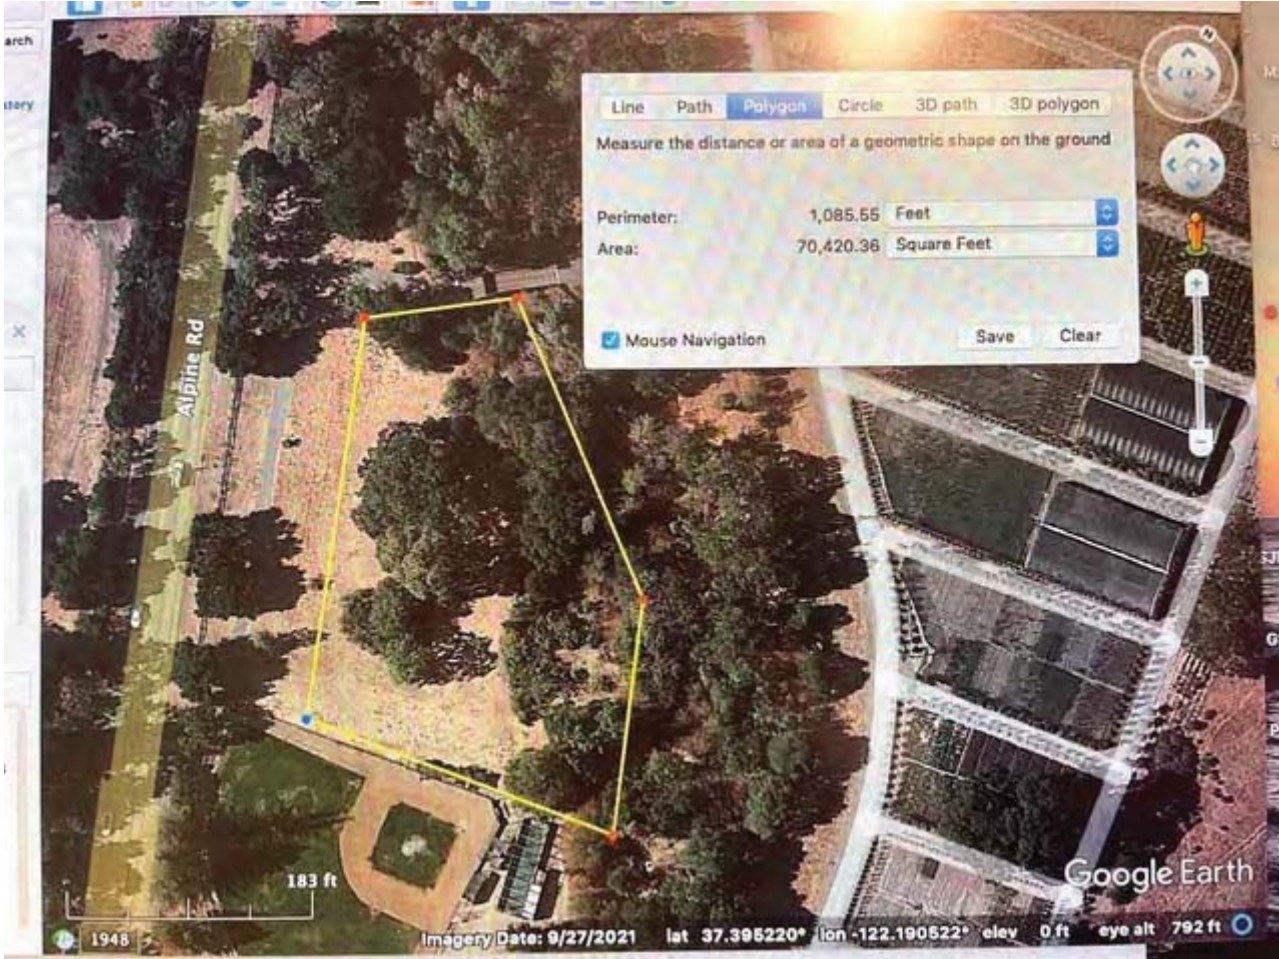 arch
Line Path Polygon Circle 3D path 3D polygon
Measure the distance or area of a geometric shape on the ground
Perimeter: 1,085.55 Feet
Area: 70,420.36 Square Feet
Mouse Navigation Save Clear
N
Alpine Rd
183 ft
Google Earth
1948
Imagery Date: 9/27/2021 lat 37.395220° lon -122.190522° elev 0 ft eye alt 792 ft